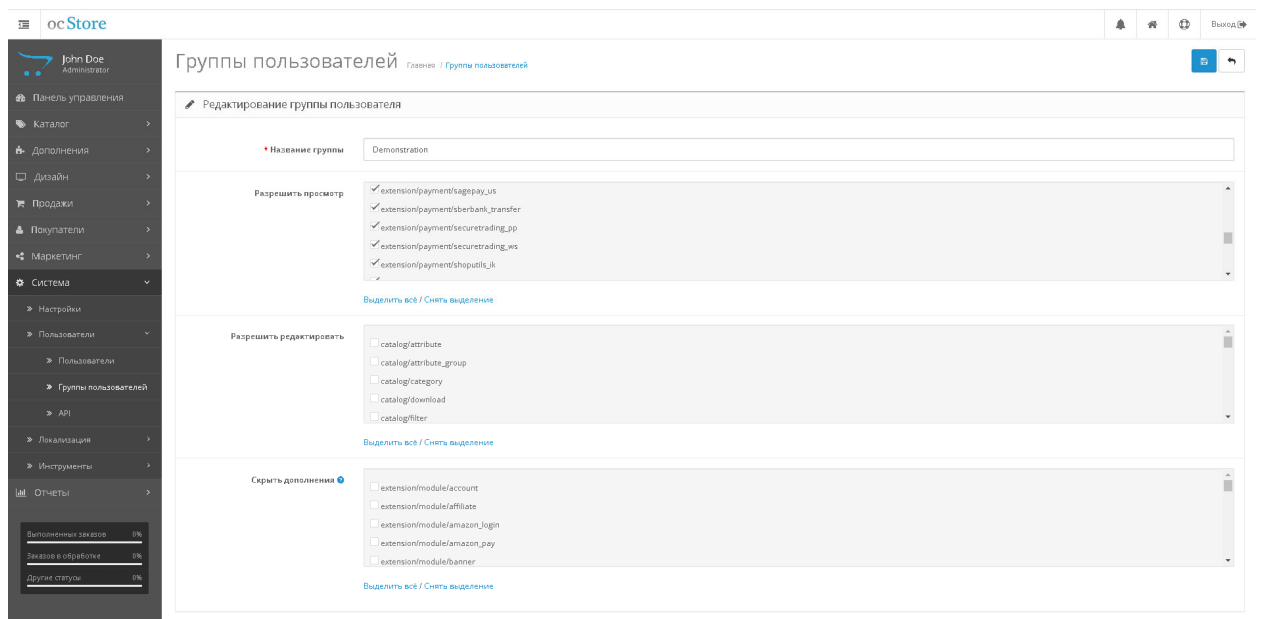 ocStore
Выход
John Doe
Administrator
Группы пользователей
Главная / Группы пользователей
Панель управления
Каталог
Дополнения
Дизайн
Продажи
Покупатели
Маркетинг
Система
Настройки
Пользователи
Пользователи
Группы пользователей
API
Локализация
Инструменты
Отчеты
Выполненных заказов 0%
Заказов в обработке 0%
Другие статусы 0%
Редактирование группы пользователя
* Название группы
Demonstration
Разрешить просмотр
extension/payment/sagepay_us
extension/payment/sberbank_transfer
extension/payment/securetrading_pp
extension/payment/securetrading_ws
extension/payment/shoputils_ik
Выделить всё / Снять выделение
Разрешить редактировать
catalog/attribute
catalog/attribute_group
catalog/category
catalog/download
catalog/filter
Выделить всё / Снять выделение
Скрыть дополнения
extension/module/account
extension/module/affiliate
extension/module/amazon_login
extension/module/amazon_pay
extension/module/banner
Выделить всё / Снять выделение